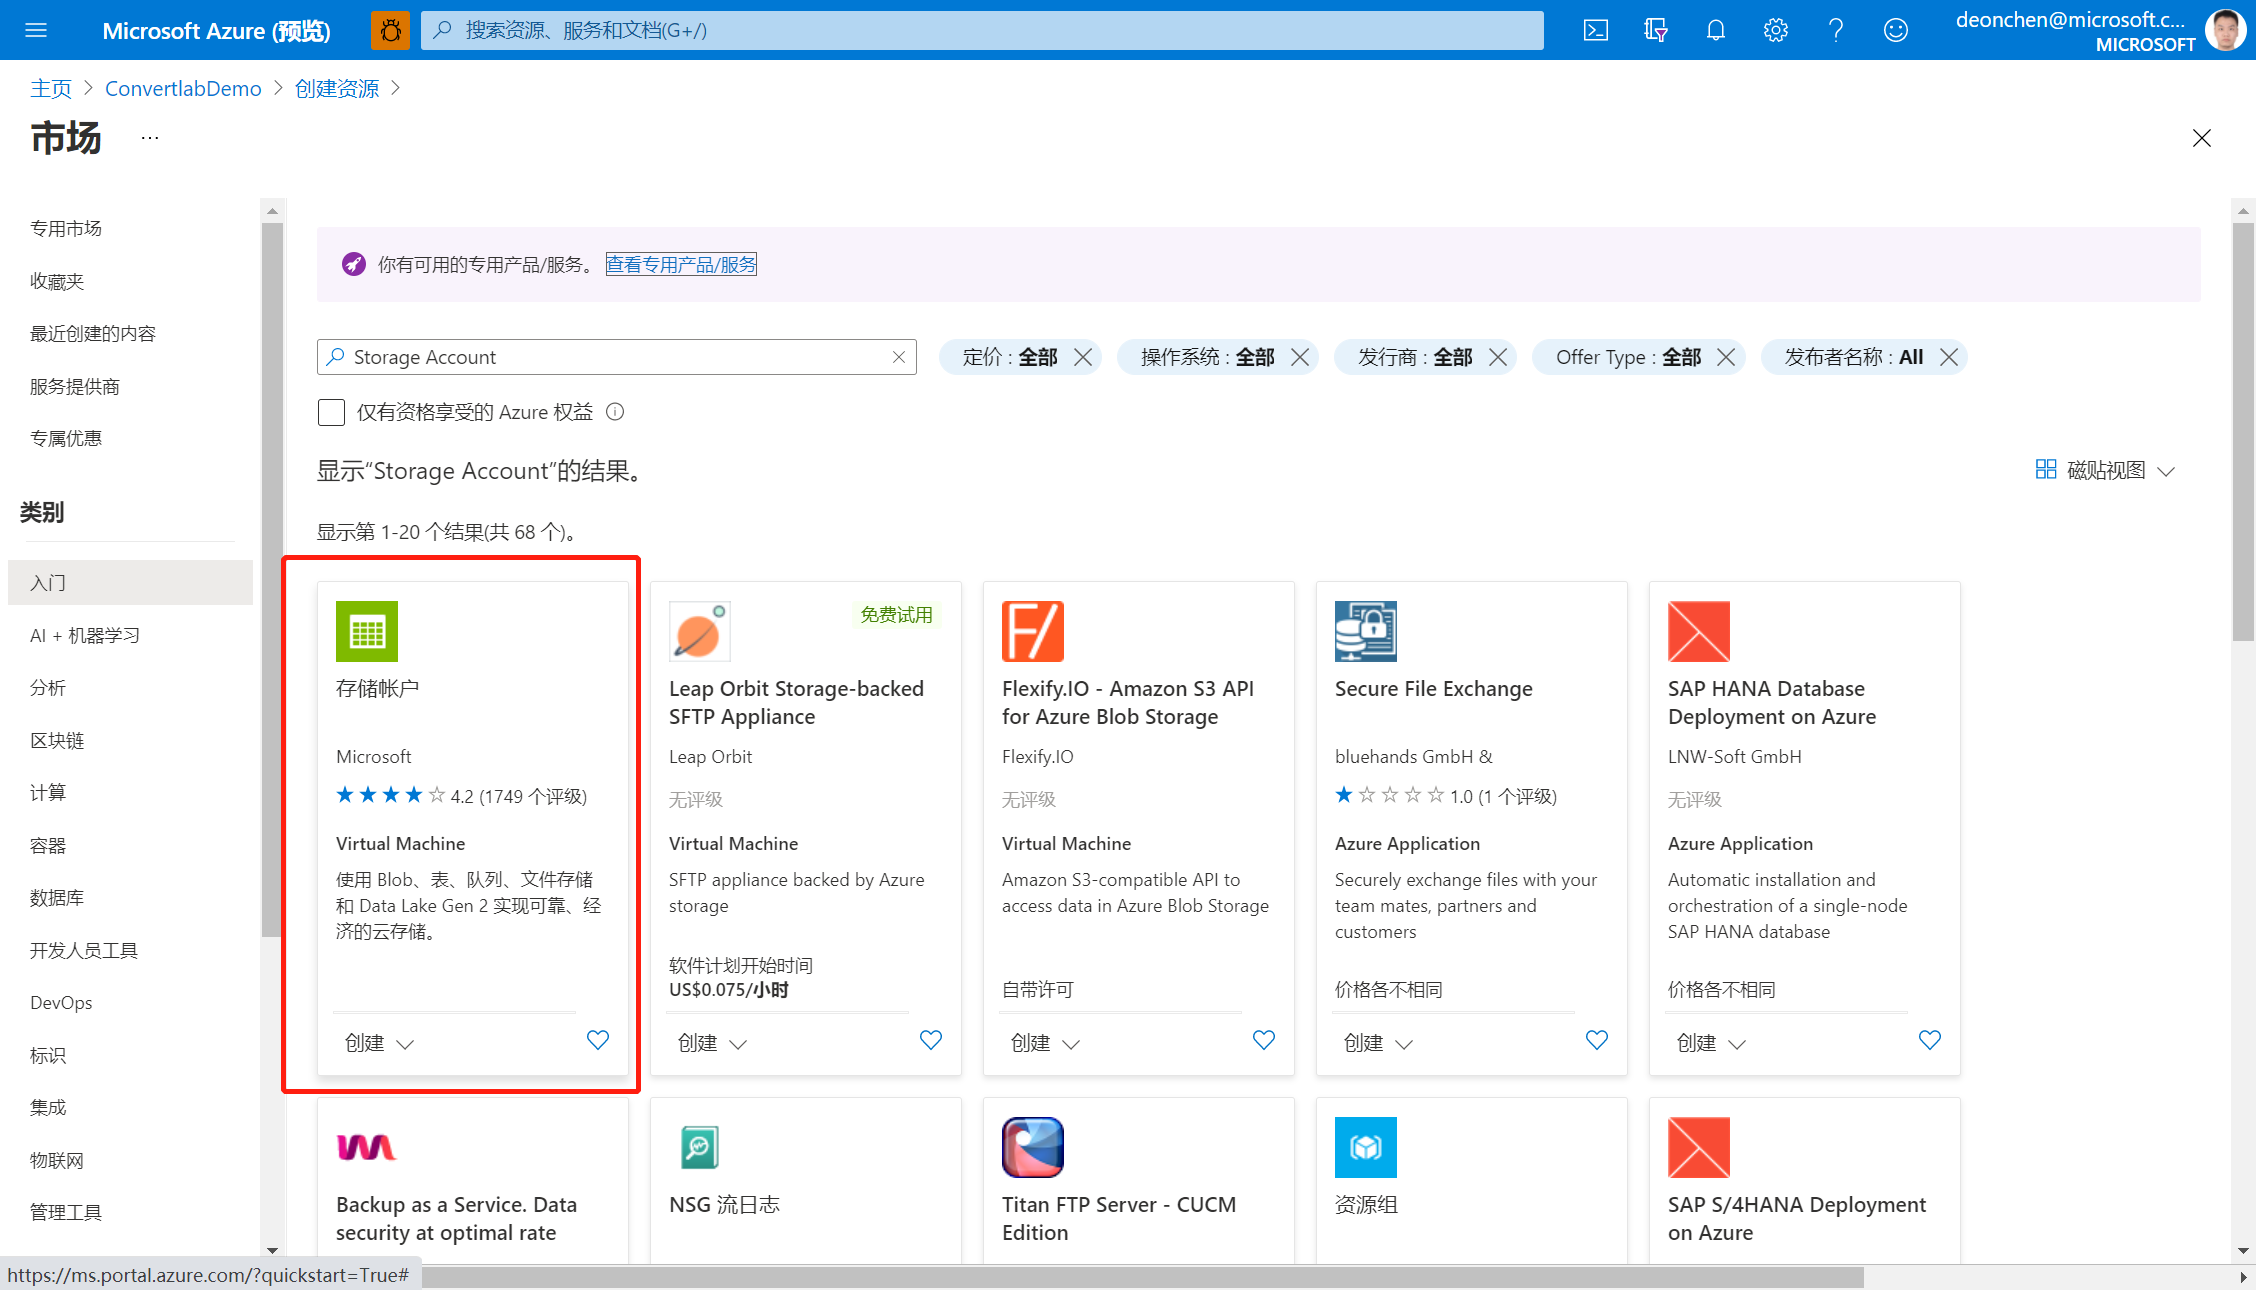 Microsoft Azure (预览)
搜索资源、服务和文档(G+/)
deonchen@microsoft.c...
MICROSOFT
主页 > ConvertlabDemo > 创建资源 >
市场 ...
专用市场
收藏夹
最近创建的内容
服务提供商
专属优惠
类别
入门
AI + 机器学习
分析
区块链
计算
容器
数据库
开发人员工具
DevOps
标识
集成
物联网
管理工具
你有可用的专用产品/服务。 查看专用产品/服务
Storage Account
定价 : 全部
操作系统 : 全部
发行商 : 全部
Offer Type : 全部
发布者名称 : All
仅有资格享受的 Azure 权益
显示“Storage Account”的结果。
磁贴视图
显示第 1-20 个结果(共 68 个)。
存储帐户
Microsoft
4.2 (1749 个评级)
Virtual Machine
使用 Blob、表、队列、文件存储
和 Data Lake Gen 2 实现可靠、经
济的云存储。
创建
免费试用
Leap Orbit Storage-backed
SFTP Appliance
Leap Orbit
无评级
Virtual Machine
SFTP appliance backed by Azure
storage
软件计划开始时间
US$0.075/小时
创建
F/
Flexify.IO - Amazon S3 API
for Azure Blob Storage
Flexify.IO
无评级
Virtual Machine
Amazon S3-compatible API to
access data in Azure Blob Storage
自带许可
创建
Secure File Exchange
bluehands GmbH &
1.0 (1 个评级)
Azure Application
Securely exchange files with your
team mates, partners and
customers
价格各不相同
创建
SAP HANA Database
Deployment on Azure
LNW-Soft GmbH
无评级
Azure Application
Automatic installation and
orchestration of a single-node
SAP HANA database
价格各不相同
创建
Backup as a Service. Data
security at optimal rate
NSG 流日志
Titan FTP Server - CUCM
Edition
资源组
SAP S/4HANA Deployment
on Azure
https://ms.portal.azure.com/?quickstart=True#